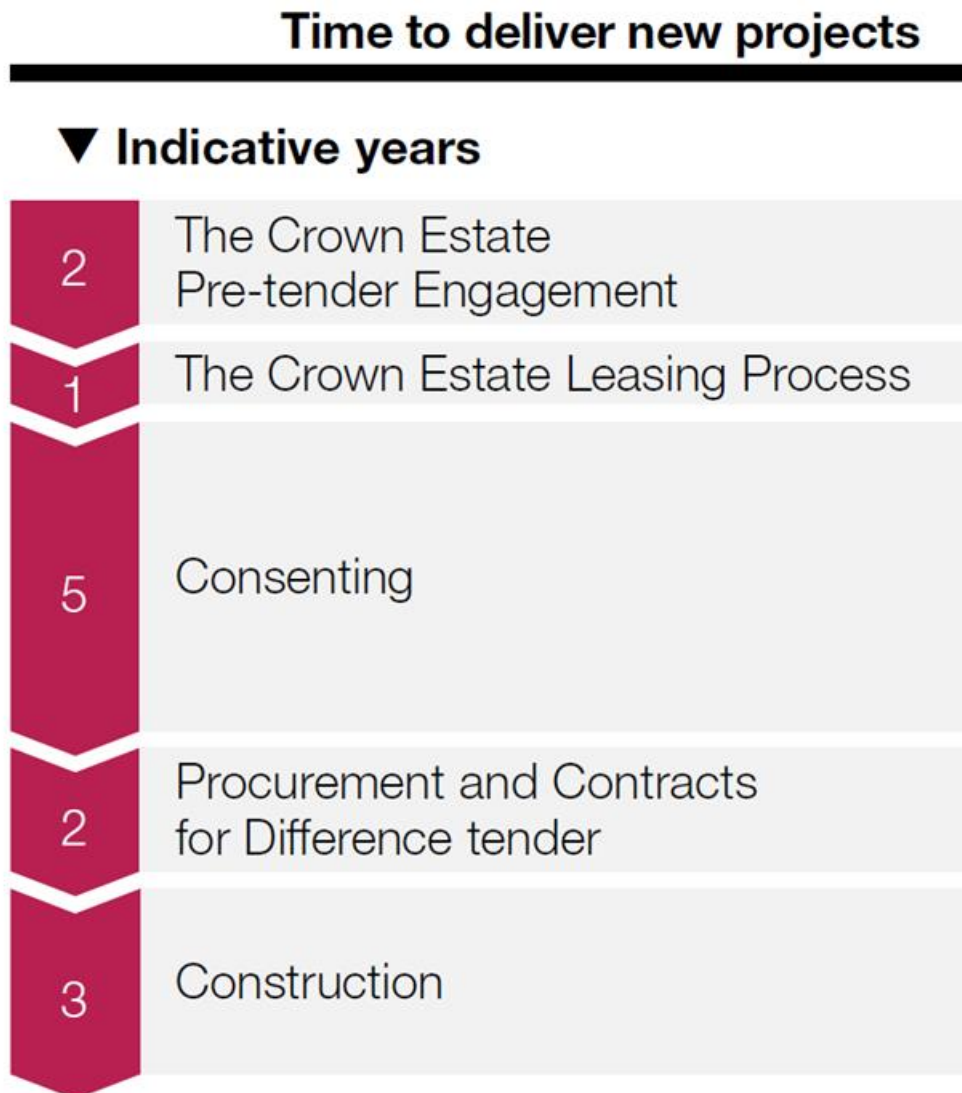 Time to deliver new projects
▼ Indicative years
2
The Crown Estate
Pre-tender Engagement
1
The Crown Estate Leasing Process
5
Consenting
2
Procurement and Contracts
for Difference tender
3
Construction